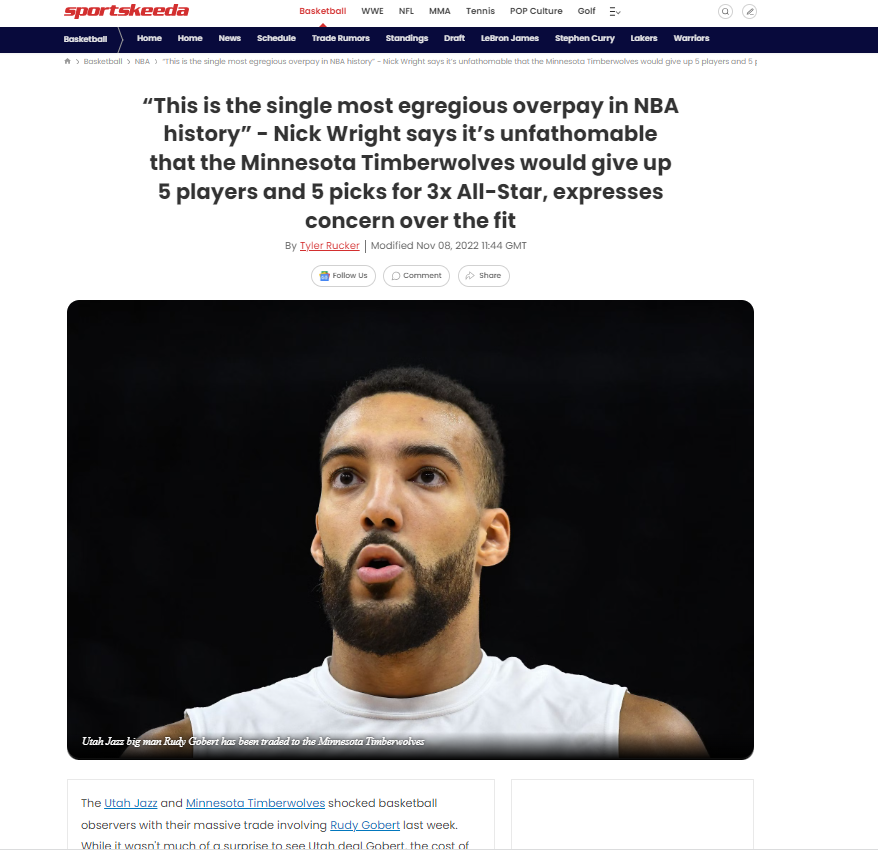 sportskeeda
Basketball WWE NFL MMA Tennis POP Culture Golf
Basketball Home Home News Schedule Trade Rumors Standings Draft LeBron James Stephen Curry Lakers Warriors
Basketball NBA "This is the single most egregious overpay in NBA history" - Nick Wright says it's unfathomable that the Minnesota Timberwolves would give up 5 players and 5 p
“This is the single most egregious overpay in NBA
history” - Nick Wright says it’s unfathomable
that the Minnesota Timberwolves would give up
5 players and 5 picks for 3x All-Star, expresses
concern over the fit
By Tyler Rucker | Modified Nov 08, 2022 11:44 GMT
Follow Us Comment Share
Utah Jazz big man Rudy Gobert has been traded to the Minnesota Timberwolves
The Utah Jazz and Minnesota Timberwolves shocked basketball
observers with their massive trade involving Rudy Gobert last week.
While it wasn't much of a surprise to see Utah deal Gobert, the cost of